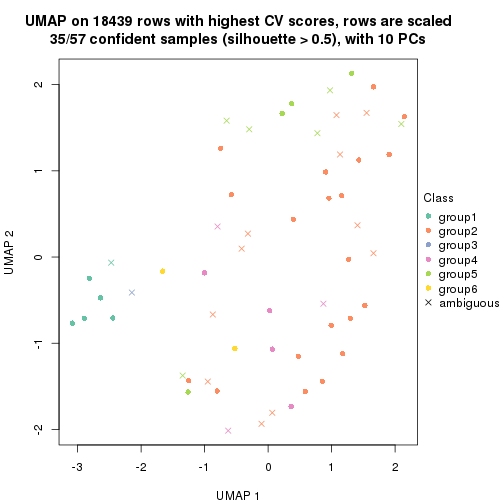 UMAP on 18439 rows with highest CV scores, rows are scaled
35/57 confident samples (silhouette > 0.5), with 10 PCs
2
1
0
-1
-2
UMAP 2
-3
-2
-1
0
1
2
UMAP 1
Class
group1
group2
group3
group4
group5
group6
ambiguous